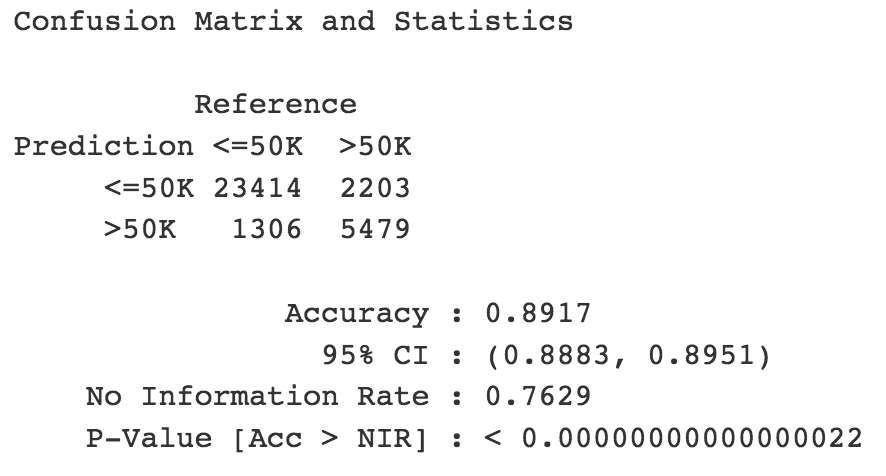 Confusion Matrix and Statistics
Reference
Prediction <=50K >50K
<=50K 23414 2203
>50K 1306 5479
Accuracy : 0.8917
95% CI : (0.8883, 0.8951)
No Information Rate : 0.7629
P-Value [Acc > NIR] : < 0.00000000000000022